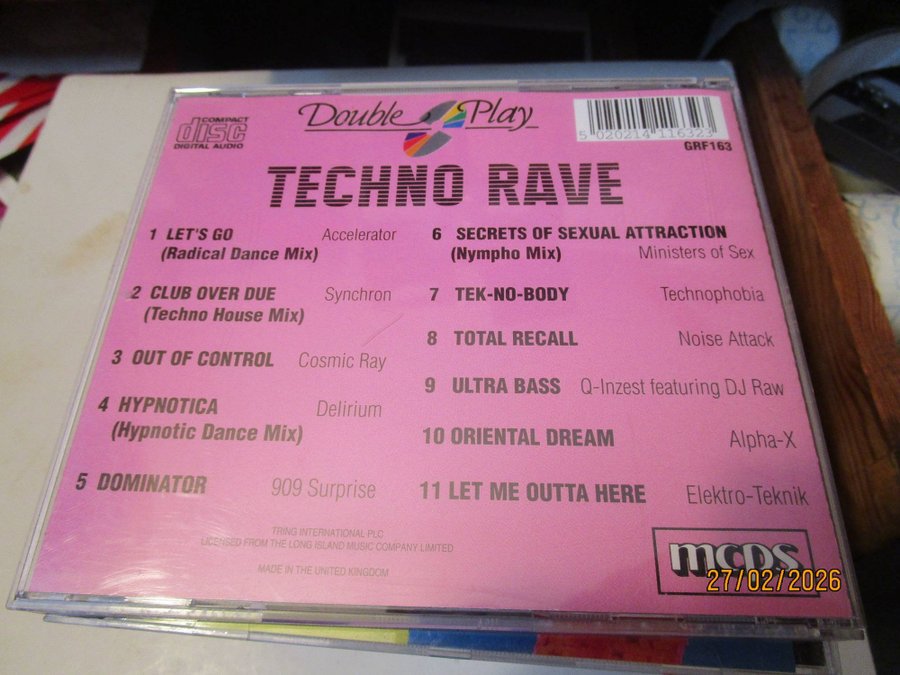 COMPACT
disc
DIGITAL AUDIO
Double Play
5 020214 116323
GRF163
TECHNO RAVE
1 LET'S GO Accelerator
(Radical Dance Mix)
2 CLUB OVER DUE Synchron
(Techno House Mix)
3 OUT OF CONTROL Cosmic Ray
4 HYPNOTICA Delirium
(Hypnotic Dance Mix)
5 DOMINATOR 909 Surprise
6 SECRETS OF SEXUAL ATTRACTION
(Nympho Mix) Ministers of Sex
7 TEK-NO-BODY Technophobia
8 TOTAL RECALL Noise Attack
9 ULTRA BASS Q-Inzest featuring DJ Raw
10 ORIENTAL DREAM Alpha-X
11 LET ME OUTTA HERE Elektro-Teknik
TRING INTERNATIONAL PLC
LICENSED FROM THE LONG ISLAND MUSIC COMPANY LIMITED
MADE IN THE UNITED KINGDOM
mcps
27/02/2026